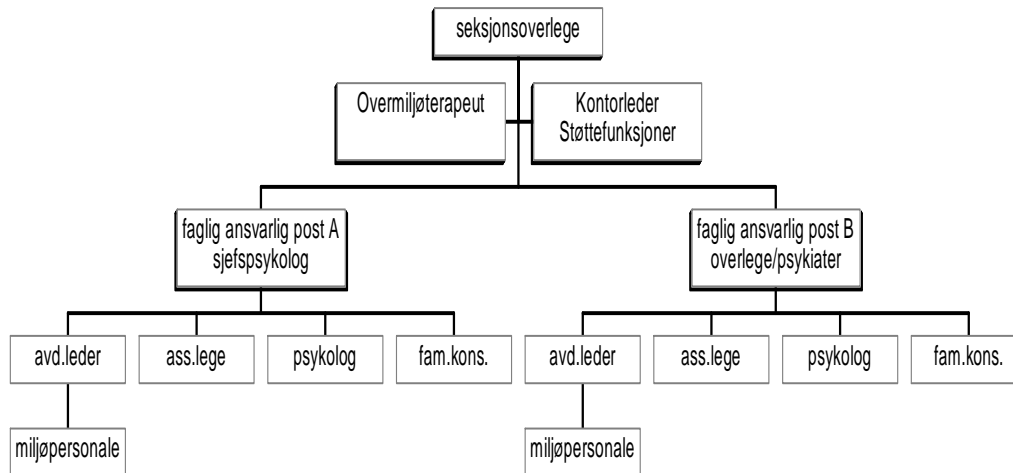 seksjonsoverlege
Overmiljøterapeut
Kontorleder
Støttefunksjoner
faglig ansvarlig post A
sjefspsykolog
faglig ansvarlig post B
overlege/psykiater
avd.leder
ass.lege
psykolog
fam.kons.
avd.leder
ass.lege
psykolog
fam.kons.
miljøpersonale
miljøpersonale